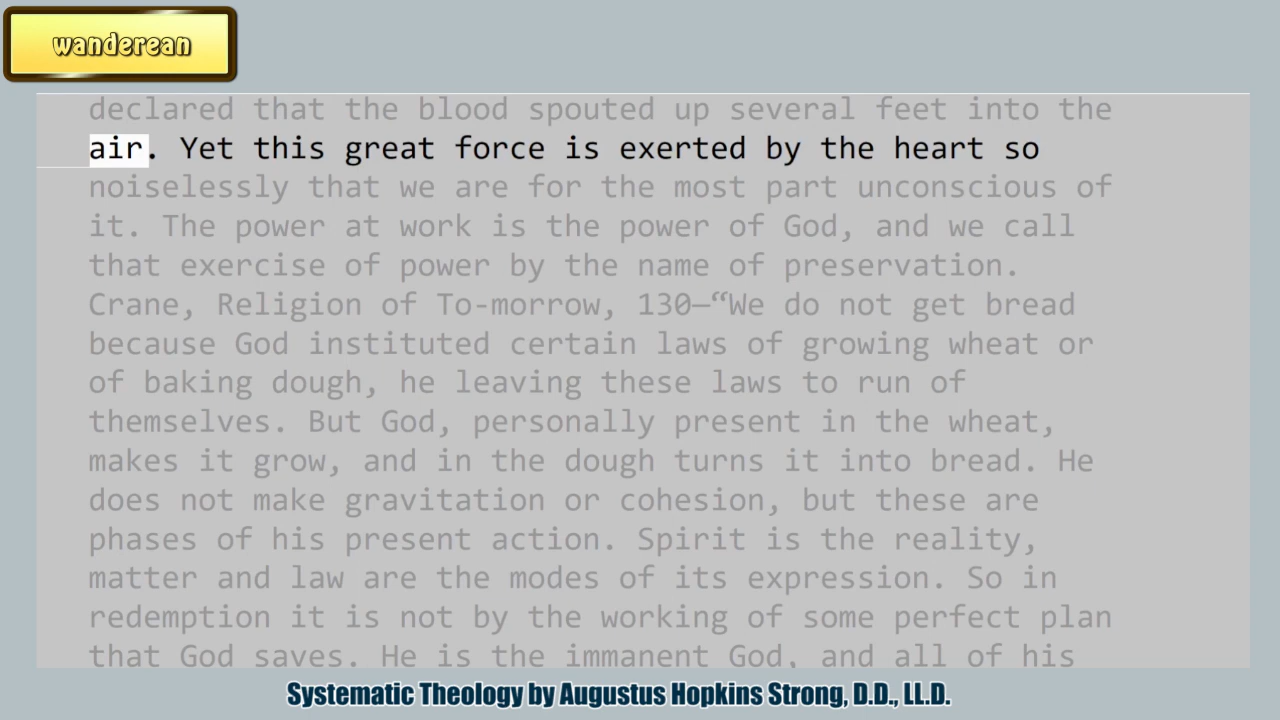 wanderean
declared that the blood spouted up several feet into the
air. Yet this great force is exerted by the heart so
noiselessly that we are for the most part unconscious of
it. The power at work is the power of God, and we call
that exercise of power by the name of preservation.
Crane, Religion of To-morrow, 130—“We do not get bread
because God instituted certain laws of growing wheat or
of baking dough, he leaving these laws to run of
themselves. But God, personally present in the wheat,
makes it grow, and in the dough turns it into bread. He
does not make gravitation or cohesion, but these are
phases of his present action. Spirit is the reality,
matter and law are the modes of its expression. So in
redemption it is not by the working of some perfect plan
that God saves. He is the immanent God, and all of his
Systematic Theology by Augustus Hopkins Strong, D.D., LL.D.